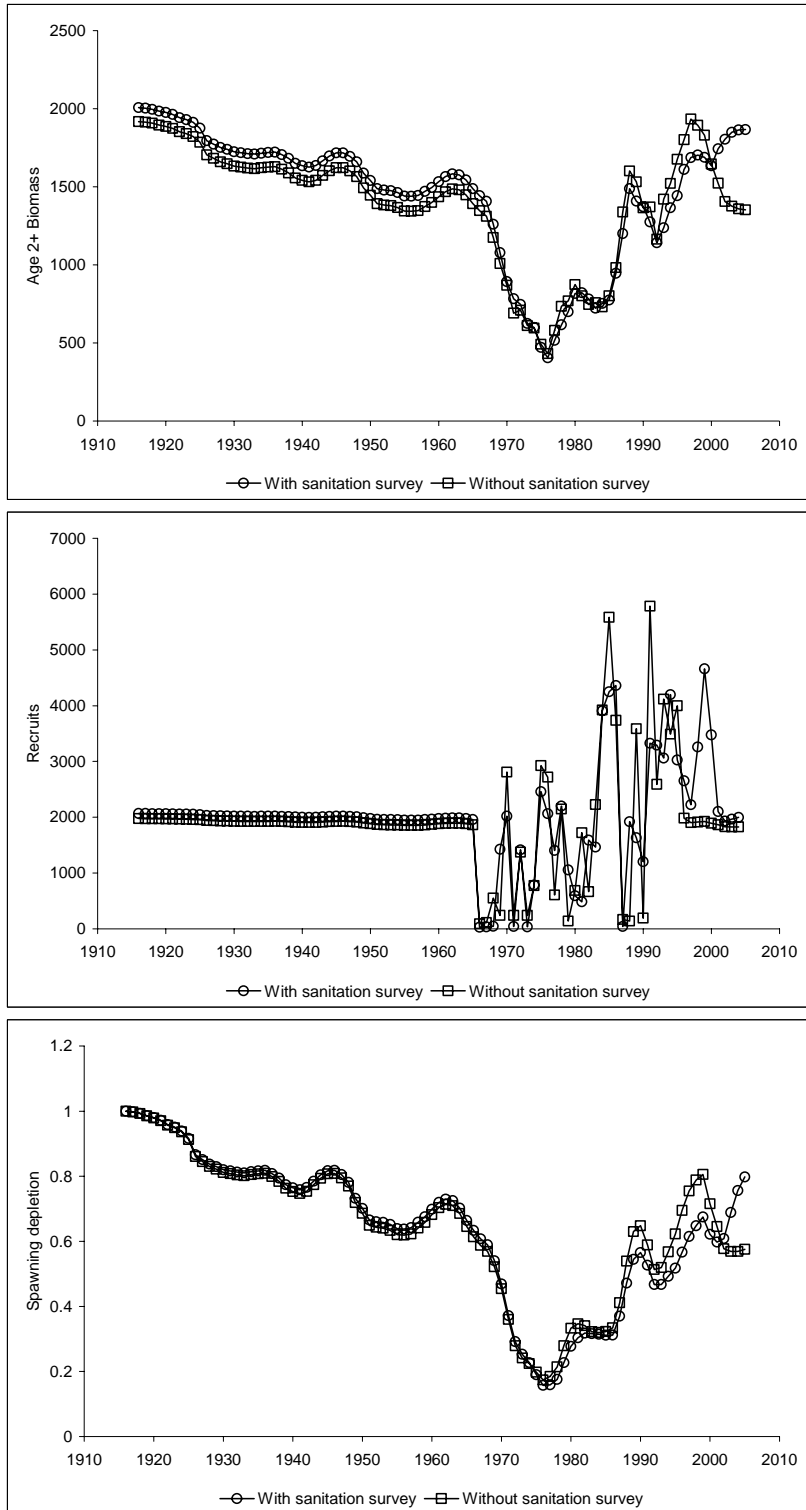 2500
2000
1500
1000
500
0
Age 2+ Biomass
1910 1920 1930 1940 1950 1960 1970 1980 1990 2000 2010
With sanitation survey Without sanitation survey
7000
6000
5000
4000
3000
2000
1000
0
Recruits
1910 1920 1930 1940 1950 1960 1970 1980 1990 2000 2010
With sanitation survey Without sanitation survey
1.2
1
0.8
0.6
0.4
0.2
0
Spawning depletion
1910 1920 1930 1940 1950 1960 1970 1980 1990 2000 2010
With sanitation survey Without sanitation survey